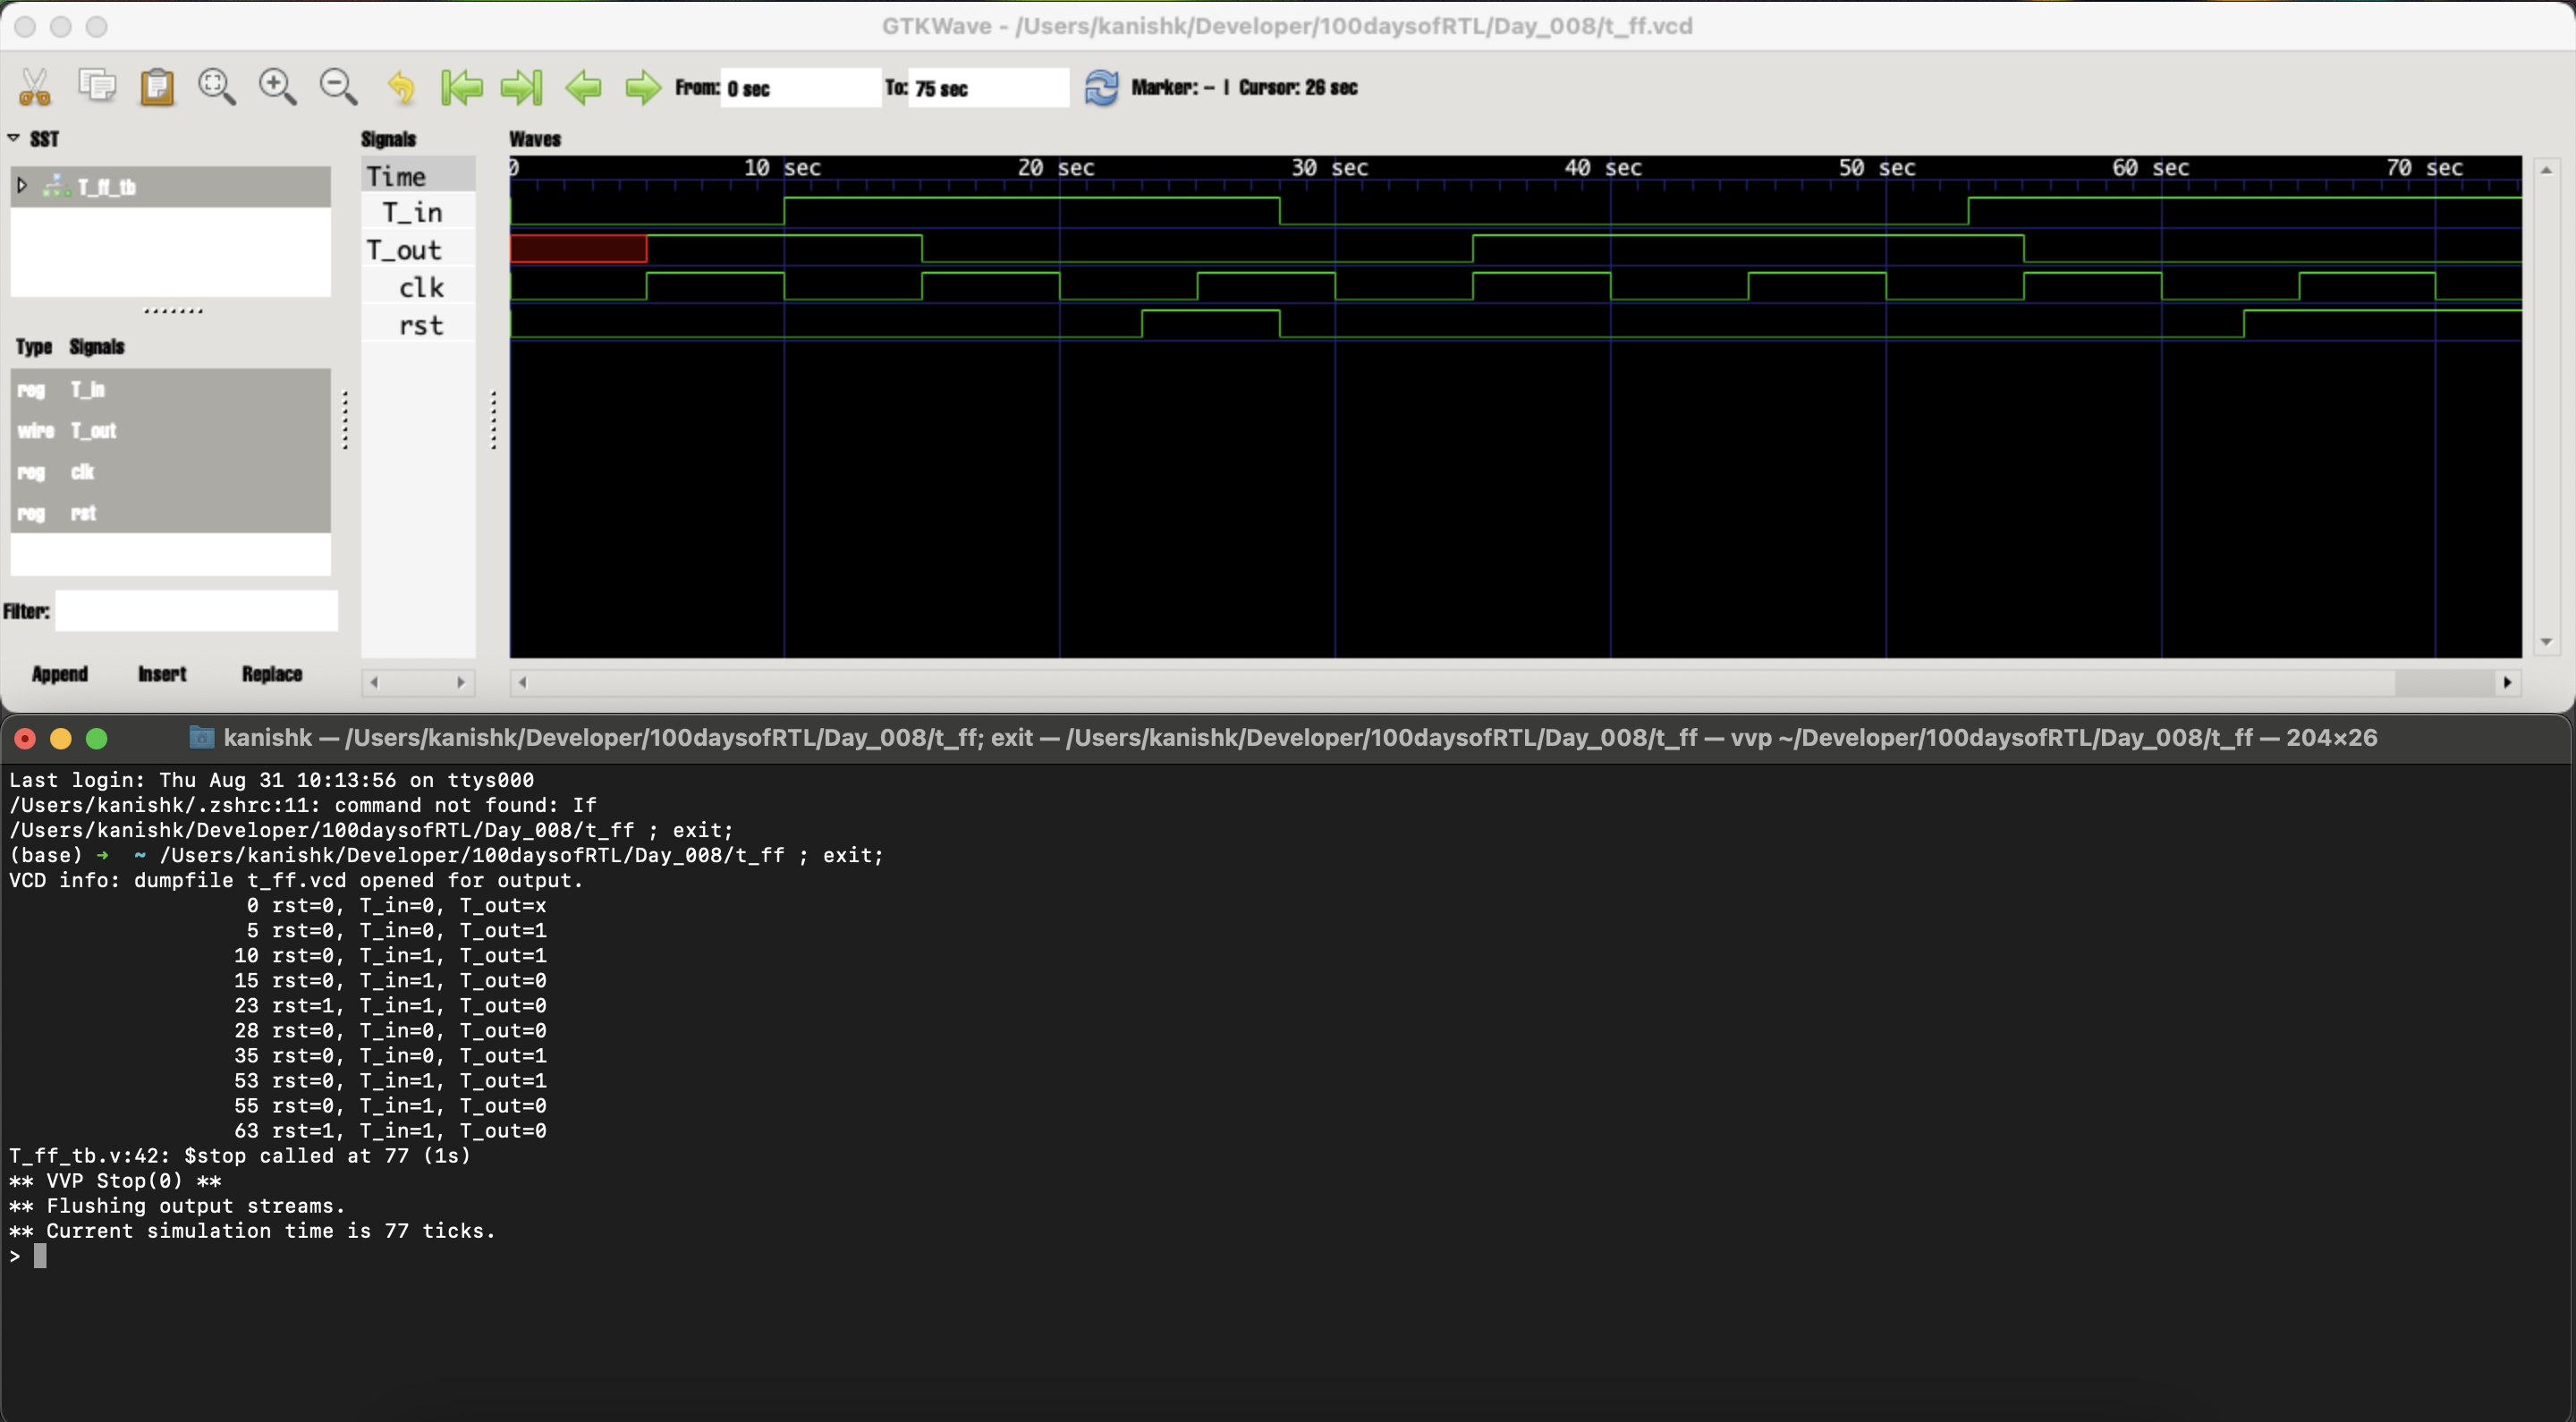 GTKWave - /Users/kanishk/Developer/100daysofRTL/Day_008/t_ff.vcd
From: 0 sec To: 75 sec Marker: -- | Cursor: 26 sec
SST
T_ff_tb
Type Signals
reg T_in
wire T_out
reg clk
reg rst
Filter:
Append Insert Replace
Signals
Time
T_in
T_out
clk
rst
Waves
0 10 sec 20 sec 30 sec 40 sec 50 sec 60 sec 70 sec
kanishk — /Users/kanishk/Developer/100daysofRTL/Day_008/t_ff; exit — /Users/kanishk/Developer/100daysofRTL/Day_008/t_ff — vvp ~/Developer/100daysofRTL/Day_008/t_ff — 204×26
Last login: Thu Aug 31 10:13:56 on ttys000
/Users/kanishk/.zshrc:11: command not found: If
/Users/kanishk/Developer/100daysofRTL/Day_008/t_ff ; exit;
(base) ➜  ~ /Users/kanishk/Developer/100daysofRTL/Day_008/t_ff ; exit;
VCD info: dumpfile t_ff.vcd opened for output.
0 rst=0, T_in=0, T_out=x
5 rst=0, T_in=0, T_out=1
10 rst=0, T_in=1, T_out=1
15 rst=0, T_in=1, T_out=0
23 rst=1, T_in=1, T_out=0
28 rst=0, T_in=0, T_out=0
35 rst=0, T_in=0, T_out=1
53 rst=0, T_in=1, T_out=1
55 rst=0, T_in=1, T_out=0
63 rst=1, T_in=1, T_out=0
T_ff_tb.v:42: $stop called at 77 (1s)
** VVP Stop(0) **
** Flushing output streams.
** Current simulation time is 77 ticks.
>